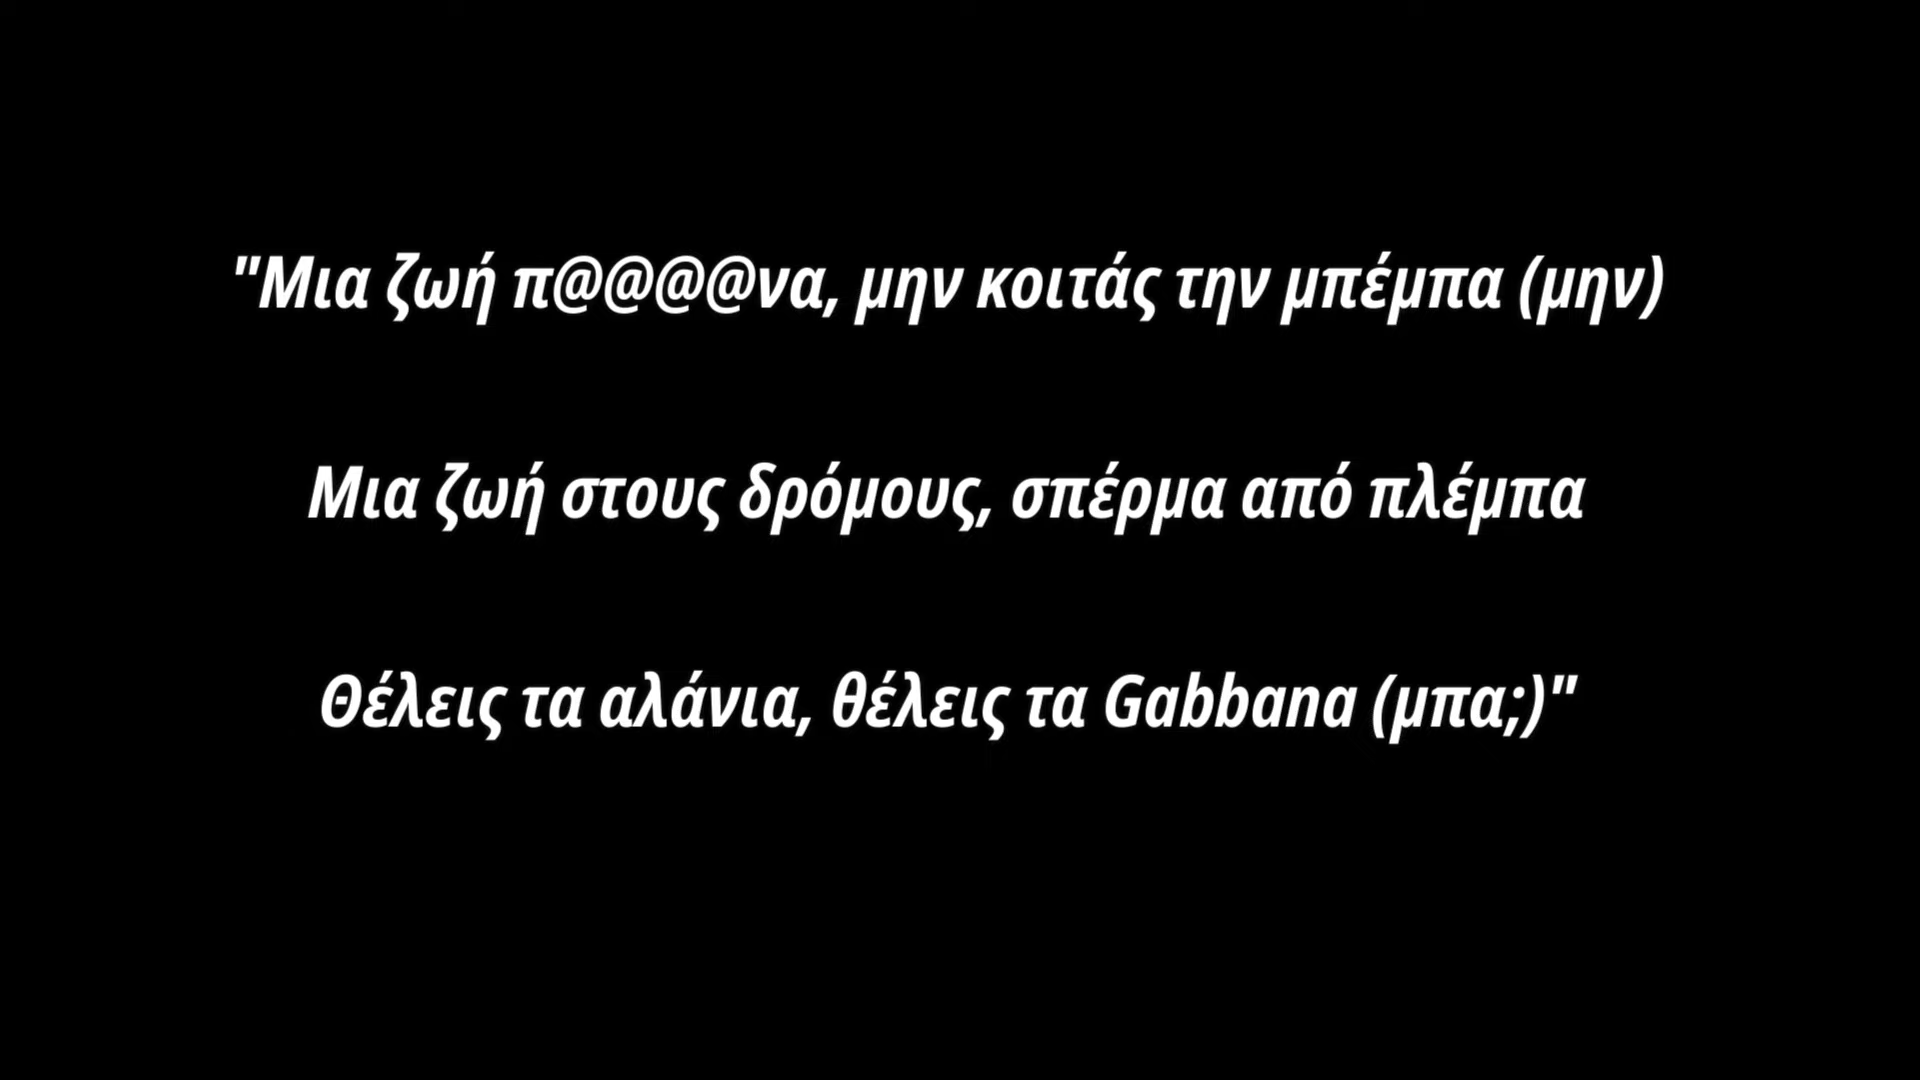 "Μια ζωή π@@@@να, μην κοιτάς την μπέμπα (μην)
Μια ζωή στους δρόμους, σπέρμα από πλέμπα
Θέλεις τα αλάνια, θέλεις τα Gabbana (μπα;)"